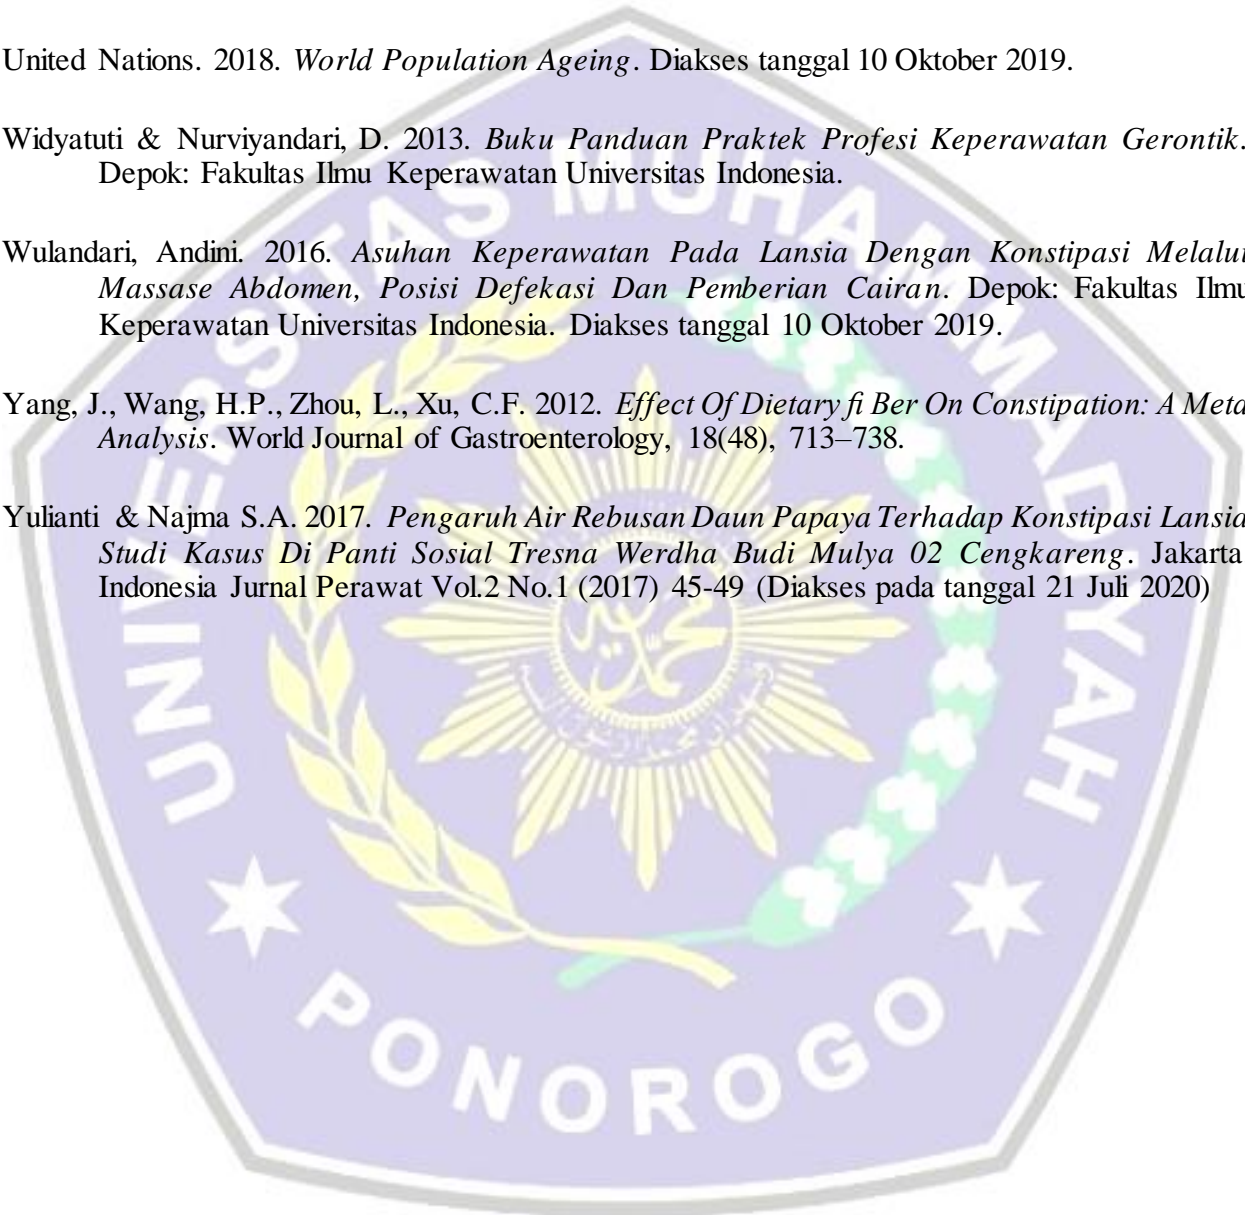 United Nations. 2018. World Population Ageing. Diakses tanggal 10 Oktober 2019.
Widyatuti & Nurviyandari, D. 2013. Buku Panduan Praktek Profesi Keperawatan Gerontik.
Depok: Fakultas Ilmu Keperawatan Universitas Indonesia.
Wulandari, Andini. 2016. Asuhan Keperawatan Pada Lansia Dengan Konstipasi Melalui
Massase Abdomen, Posisi Defekasi Dan Pemberian Cairan. Depok: Fakultas Ilmu
Keperawatan Universitas Indonesia. Diakses tanggal 10 Oktober 2019.
Yang, J., Wang, H.P., Zhou, L., Xu, C.F. 2012. Effect Of Dietary fi Ber On Constipation: A Meta
Analysis. World Journal of Gastroenterology, 18(48), 713–738.
Yulianti & Najma S.A. 2017. Pengaruh Air Rebusan Daun Papaya Terhadap Konstipasi Lansia
Studi Kasus Di Panti Sosial Tresna Werdha Budi Mulya 02 Cengkareng. Jakarta
Indonesia Jurnal Perawat Vol.2 No.1 (2017) 45-49 (Diakses pada tanggal 21 Juli 2020)
UNIVERSITAS MUHAMMADIYAH
PONOROGO